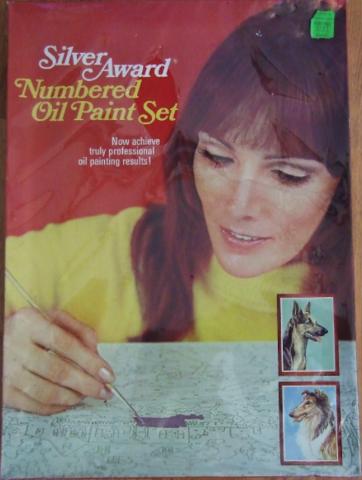 Silver
Award®
Numbered
Oil Paint Set
Now achieve
truly professional
oil painting results!